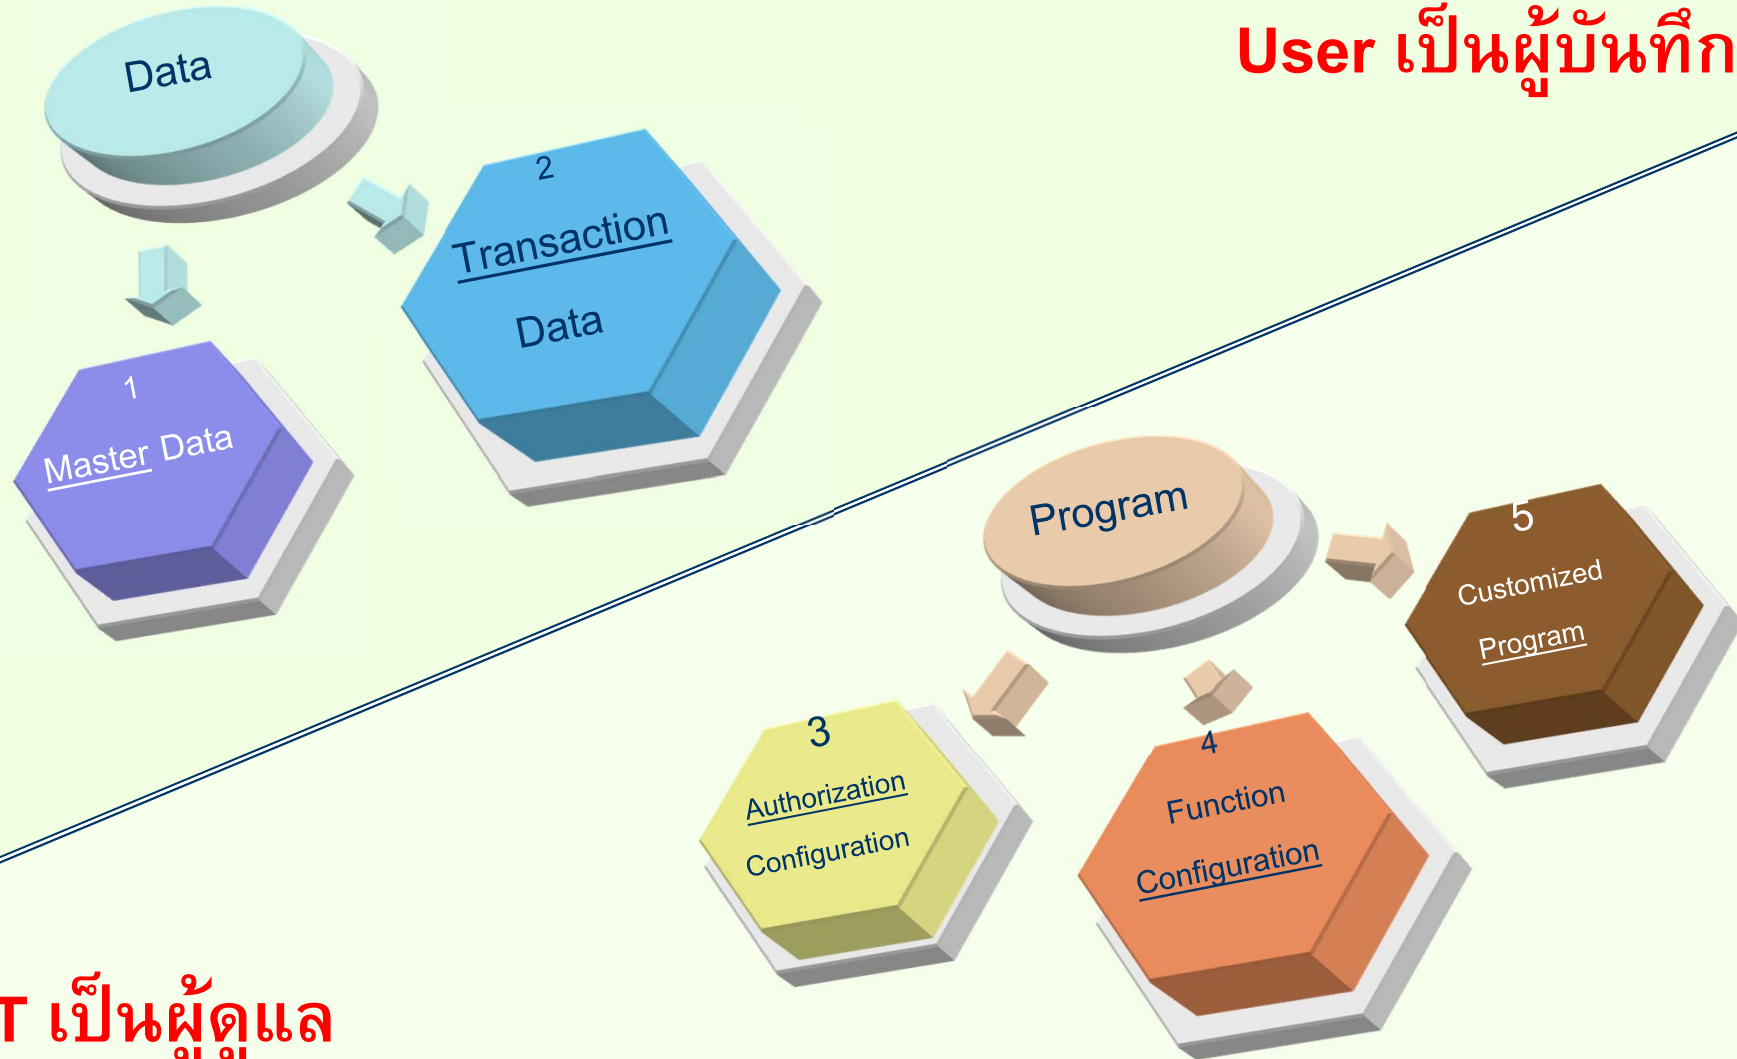 User เป็นผู้บันทึก
Data
2
Transaction
Data
1
Master Data
Program
5
Customized
Program
3
Authorization
Configuration
4
Function
Configuration
T เป็นผู้ดูแล